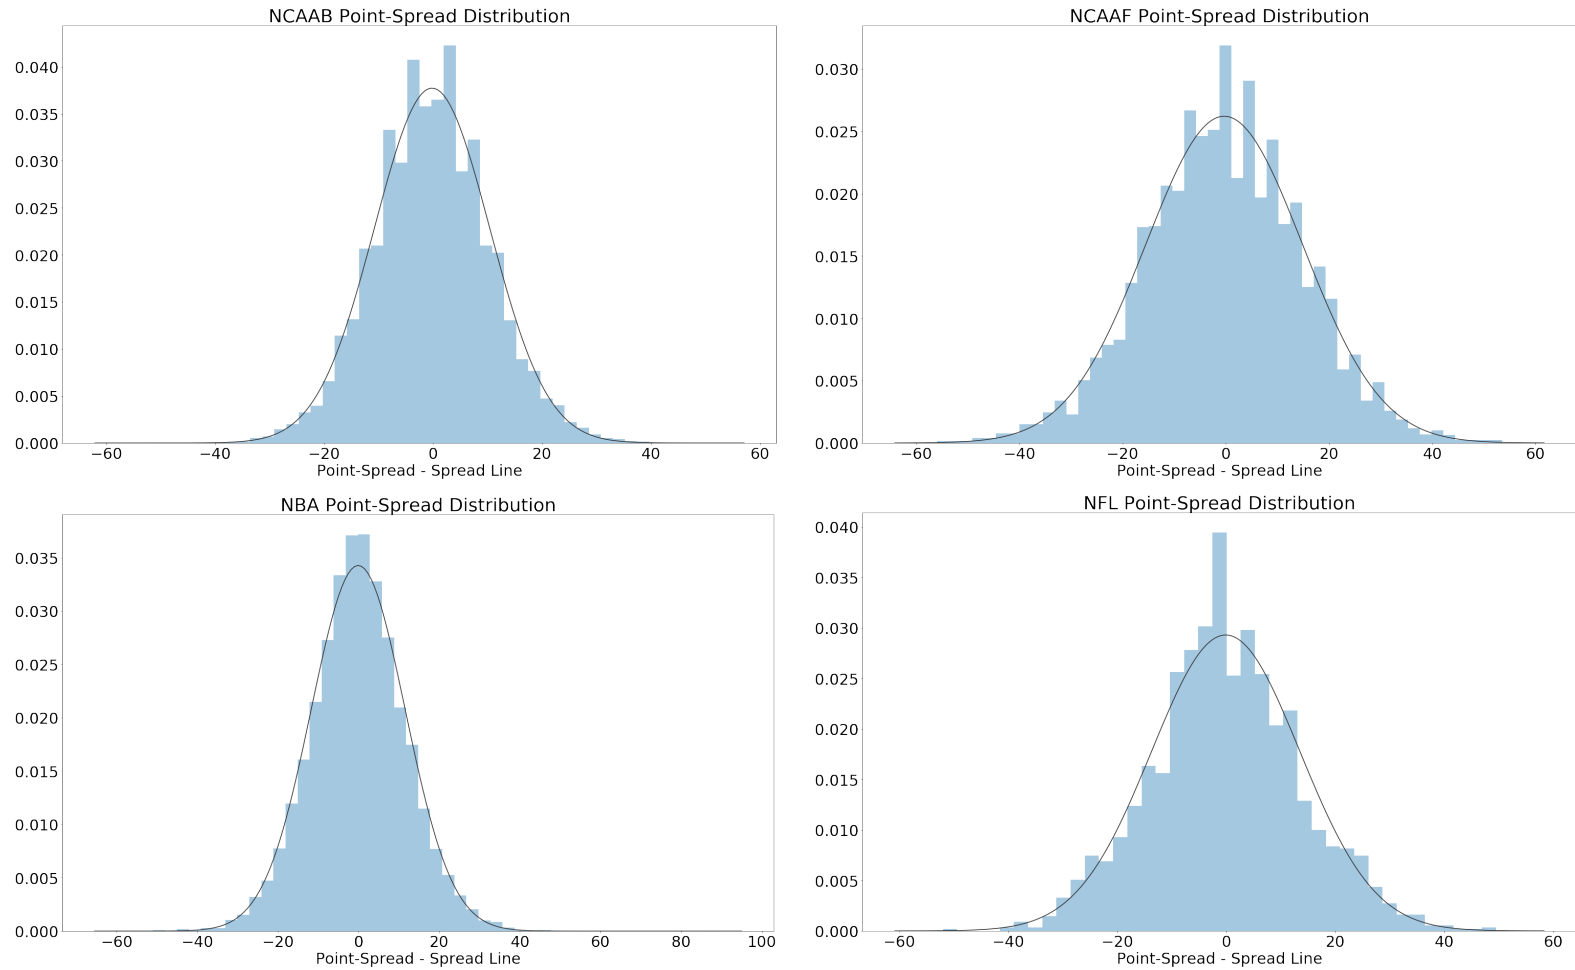 NCAAB Point-Spread Distribution
0.040
0.035
0.030
0.025
0.020
0.015
0.010
0.005
0.000
−60 −40 −20 0 20 40 60
Point-Spread - Spread Line
NCAAF Point-Spread Distribution
0.030
0.025
0.020
0.015
0.010
0.005
0.000
−60 −40 −20 0 20 40 60
Point-Spread - Spread Line
NBA Point-Spread Distribution
0.035
0.030
0.025
0.020
0.015
0.010
0.005
0.000
−60 −40 −20 0 20 40 60 80 100
Point-Spread - Spread Line
NFL Point-Spread Distribution
0.040
0.035
0.030
0.025
0.020
0.015
0.010
0.005
0.000
−60 −40 −20 0 20 40 60
Point-Spread - Spread Line